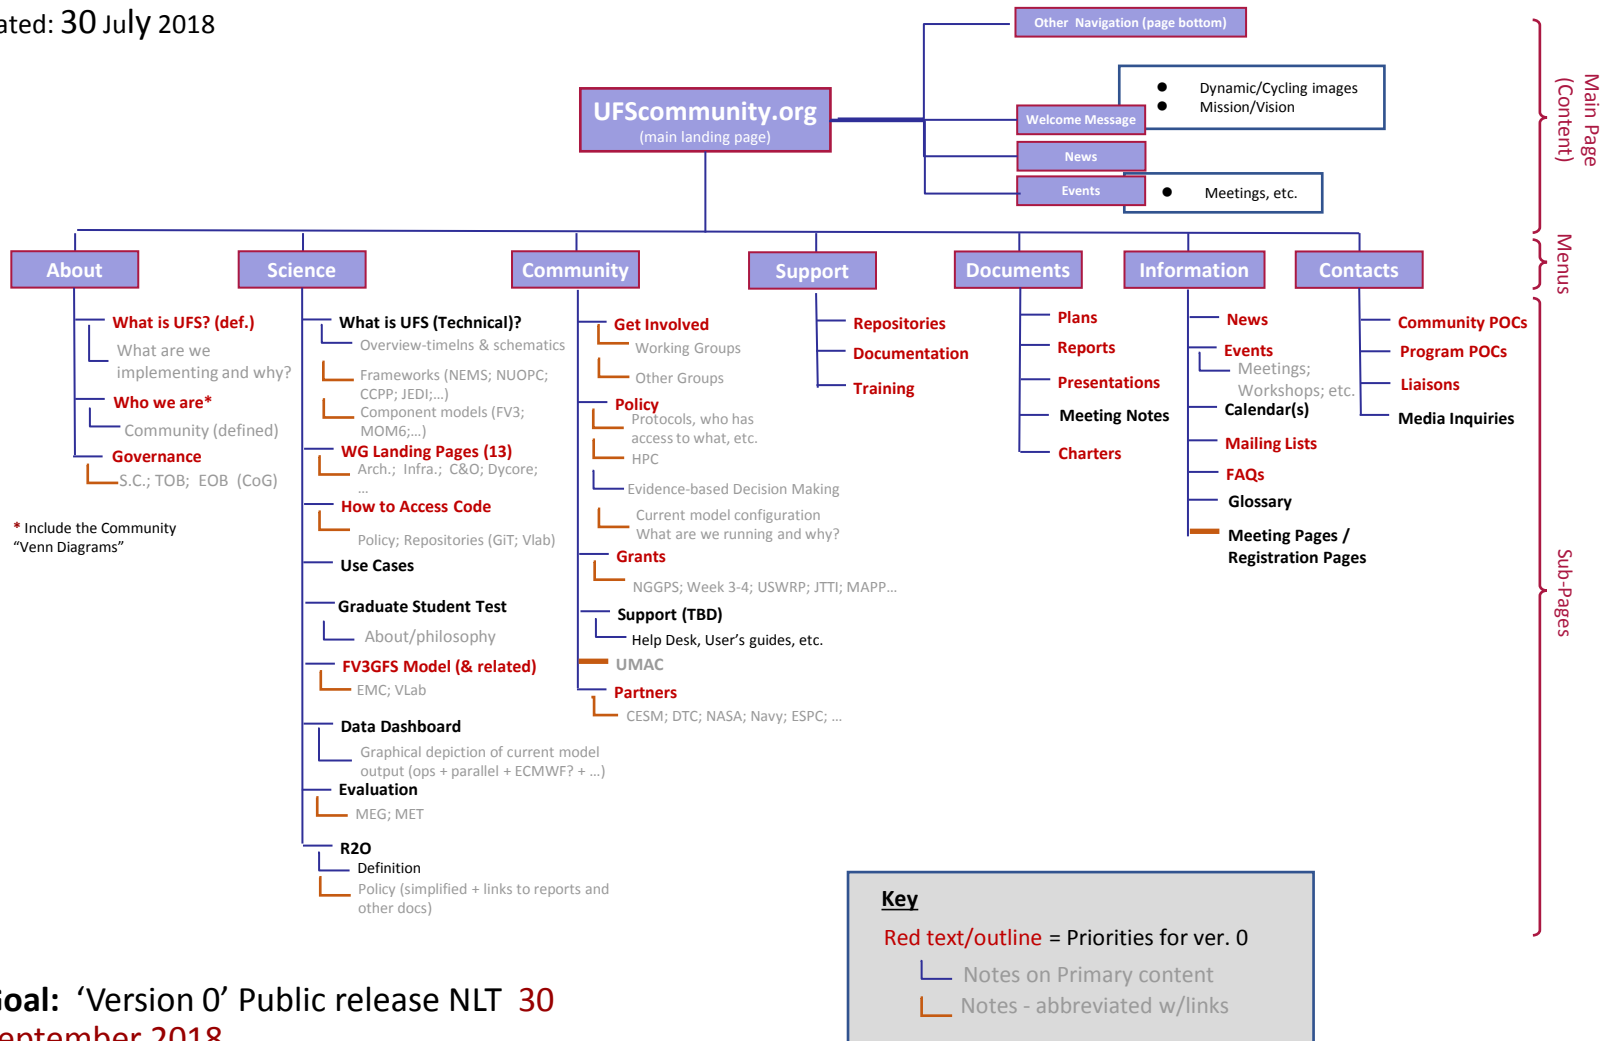 30 July 2018
Other Navigation (page bottom)
UFScommunity.org
(main landing page)
● Dynamic/Cycling images
● Mission/Vision
Welcome Message
News
Events
● Meetings, etc.
Main Page
(Content)
Menus
Sub-Pages
About
Science
Community
Support
Documents
Information
Contacts
What is UFS? (def.)
What are we
implementing and why?
Who we are*
Community (defined)
Governance
S.C.; TOB; EOB (CoG)
* Include the Community
“Venn Diagrams”
What is UFS (Technical)?
Overview-timelns & schematics
Frameworks (NEMS; NUOPC;
CCPP; JEDI;…)
Component models (FV3;
MOM6;…)
WG Landing Pages (13)
Arch.; Infra.; C&O; Dycore;
…
How to Access Code
Policy; Repositories (GiT; Vlab)
Use Cases
Graduate Student Test
About/philosophy
FV3GFS Model (& related)
EMC; VLab
Data Dashboard
Graphical depiction of current model
output (ops + parallel + ECMWF? + …)
Evaluation
MEG; MET
R2O
Definition
Policy (simplified + links to reports and
other docs)
Get Involved
Working Groups
Other Groups
Policy
Protocols, who has
access to what, etc.
HPC
Evidence-based Decision Making
Current model configuration
What are we running and why?
Grants
NGGPS; Week 3-4; USWRP; JTTI; MAPP…
Support (TBD)
Help Desk, User’s guides, etc.
UMAC
Partners
CESM; DTC; NASA; Navy; ESPC; …
Repositories
Documentation
Training
Plans
Reports
Presentations
Meeting Notes
Charters
News
Events
Meetings;
Workshops; etc.
Calendar(s)
Mailing Lists
FAQs
Glossary
Meeting Pages /
Registration Pages
Community POCs
Program POCs
Liaisons
Media Inquiries
Key
Red text/outline = Priorities for ver. 0
Notes on Primary content
Notes - abbreviated w/links
Goal: ‘Version 0’ Public release NLT 30
September 2018